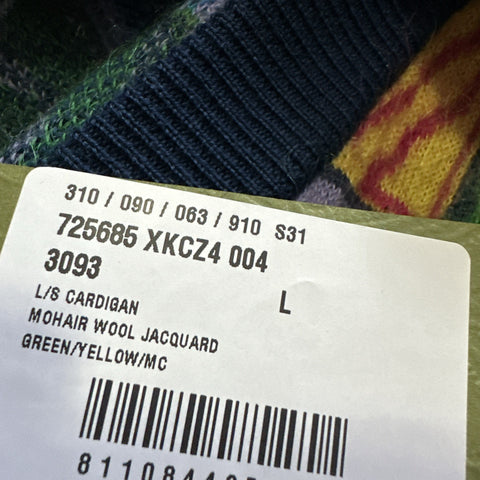 310 / 090 / 063 / 910 S31
725685 XKCZ4 004
3093
L
L/S CARDIGAN
MOHAIR WOOL JACQUARD
GREEN/YELLOW/MC